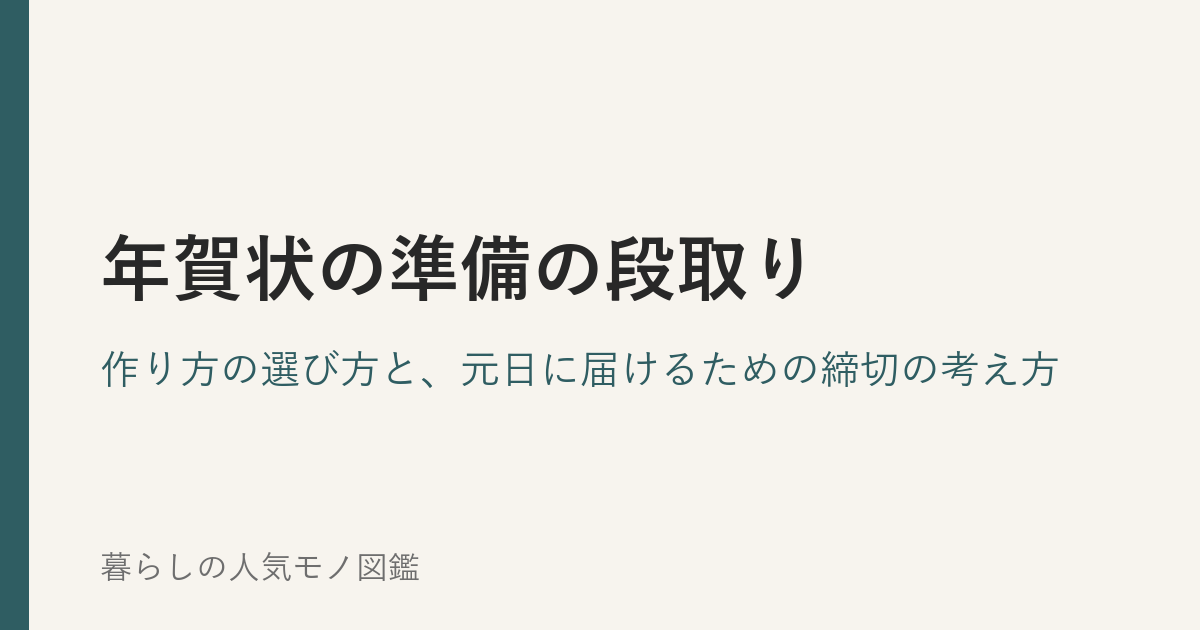 年賀状の準備の段取り
作り方の選び方と、元日に届けるための締切の考え方
暮らしの人気モノ図鑑